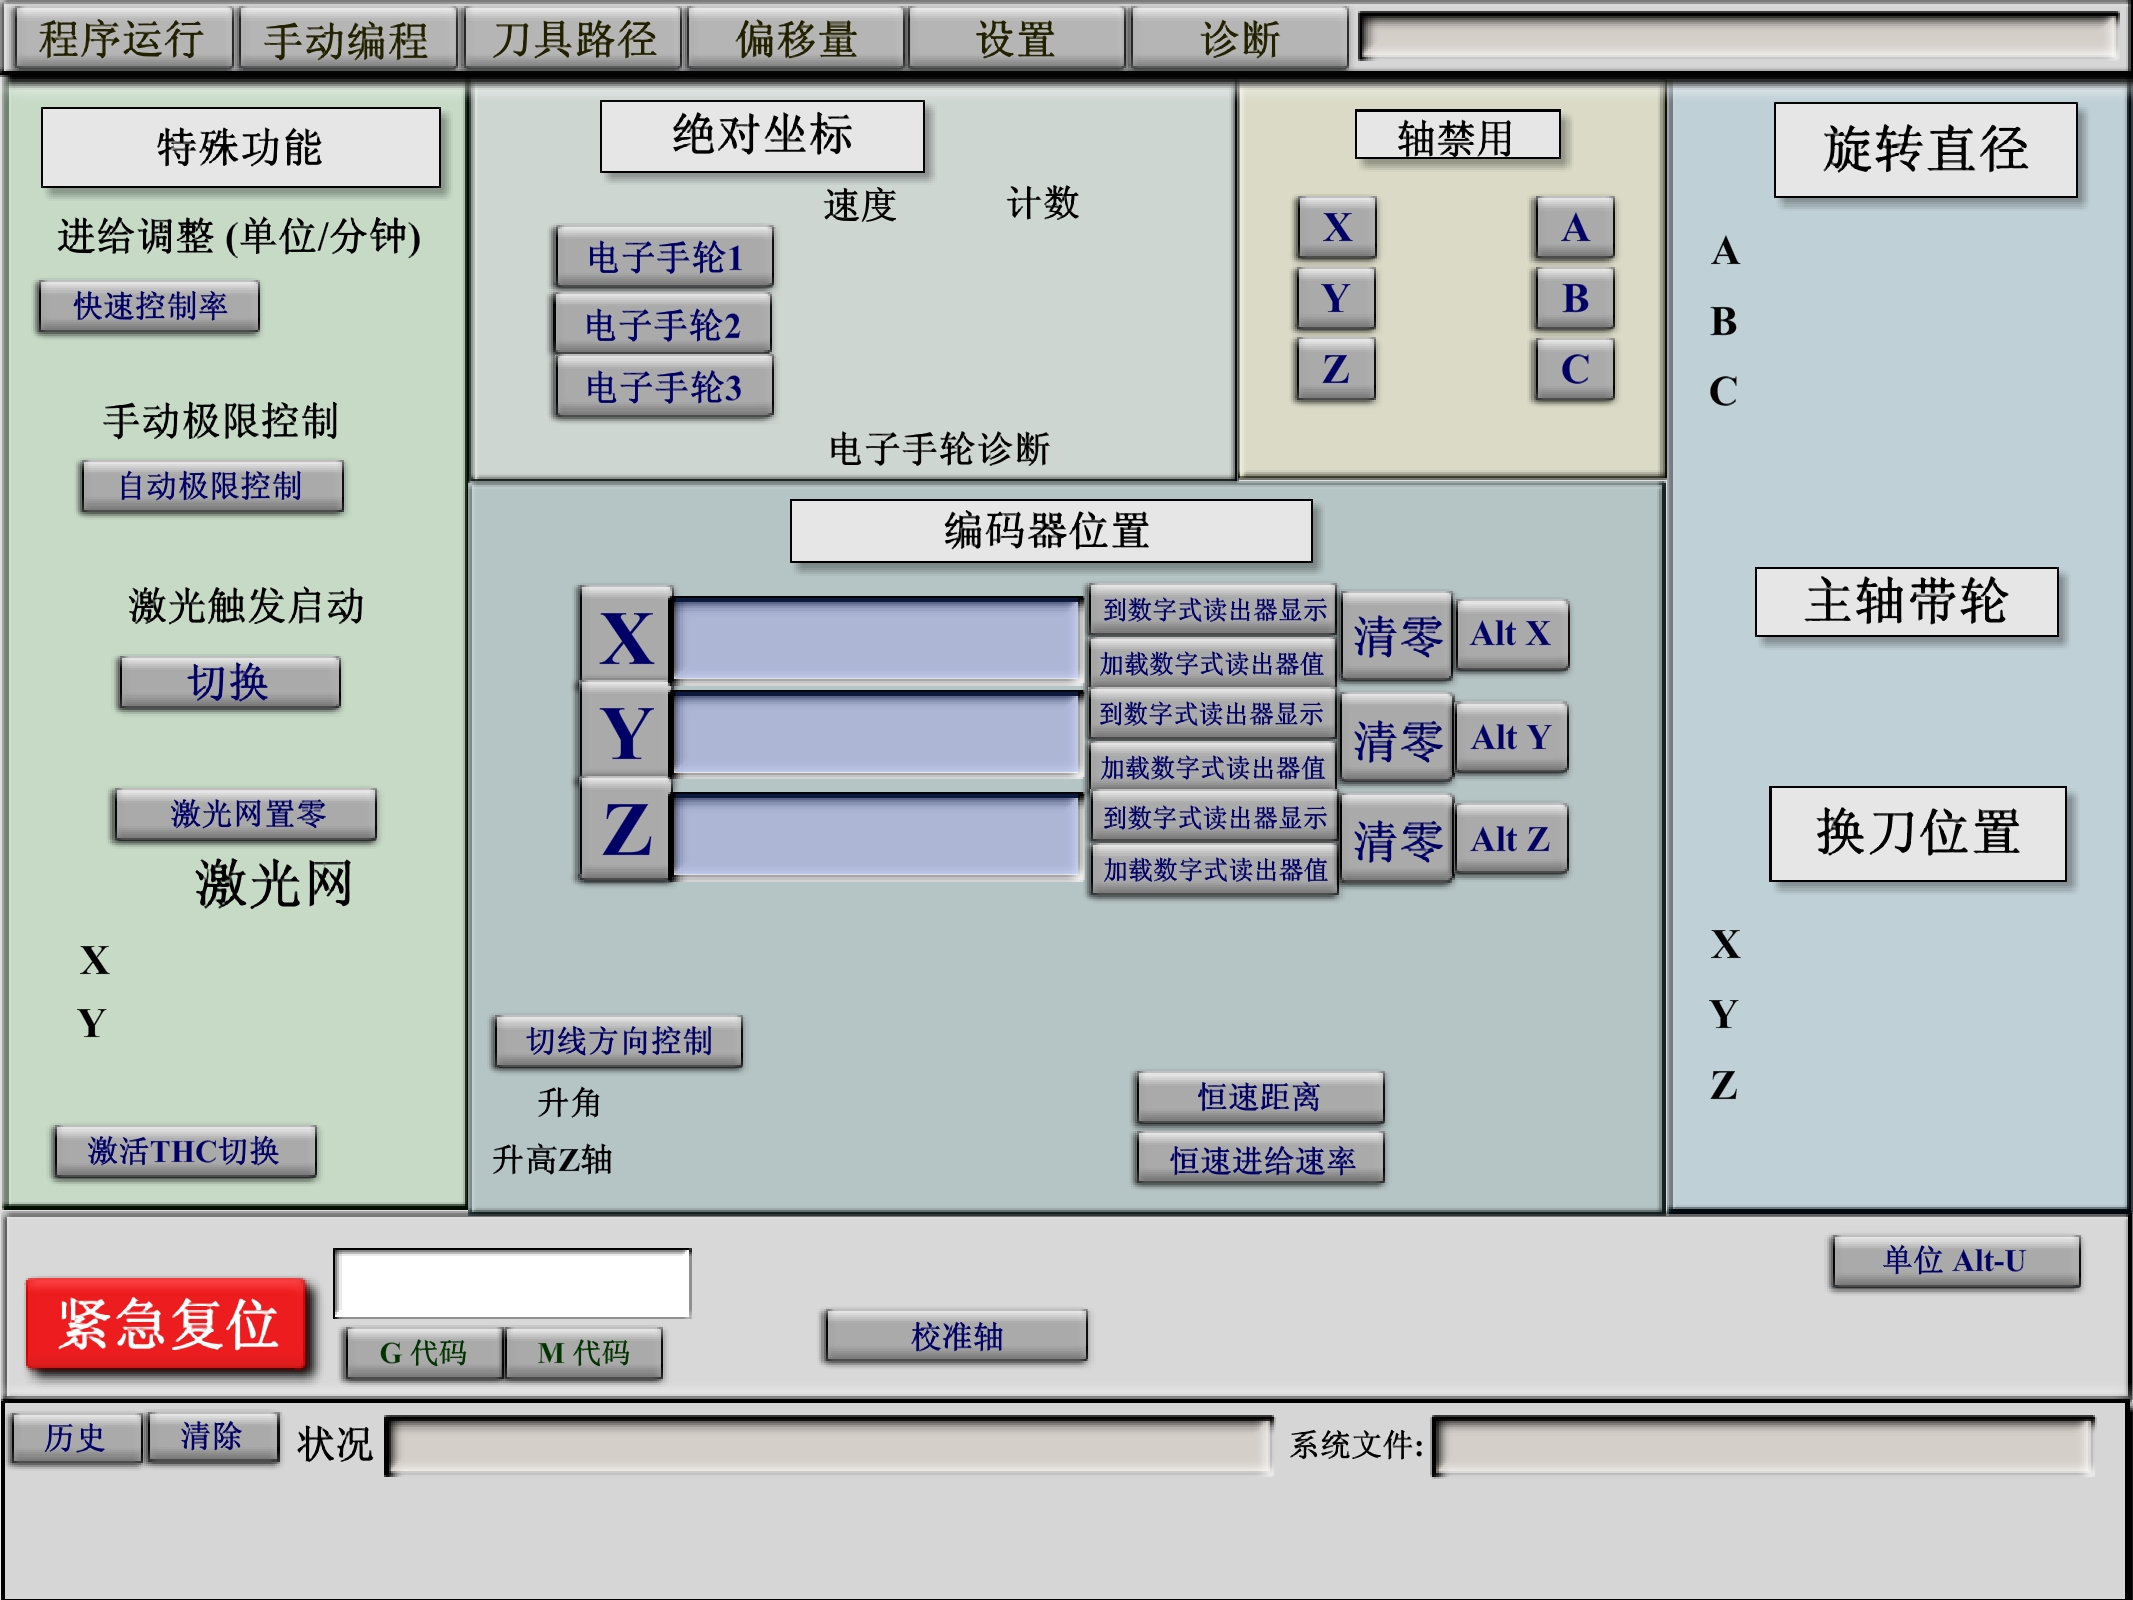 程序运行 手动编程 刀具路径 偏移量 设置 诊断
特殊功能
进给调整 (单位/分钟)
快速控制率
手动极限控制
自动极限控制
激光触发启动
切换
激光网置零
激光网
X
Y
激活THC切换
绝对坐标
速度 计数
电子手轮1
电子手轮2
电子手轮3
电子手轮诊断
轴禁用
X A
Y B
Z C
编码器位置
X 到数字式读出器显示 清零 Alt X
加载数字式读出器值
Y 到数字式读出器显示 清零 Alt Y
加载数字式读出器值
Z 到数字式读出器显示 清零 Alt Z
加载数字式读出器值
切线方向控制
升角
升高Z轴
恒速距离
恒速进给速率
旋转直径
A
B
C
主轴带轮
换刀位置
X
Y
Z
单位 Alt-U
紧急复位
G 代码 M 代码
校准轴
历史 清除 状况 系统文件: